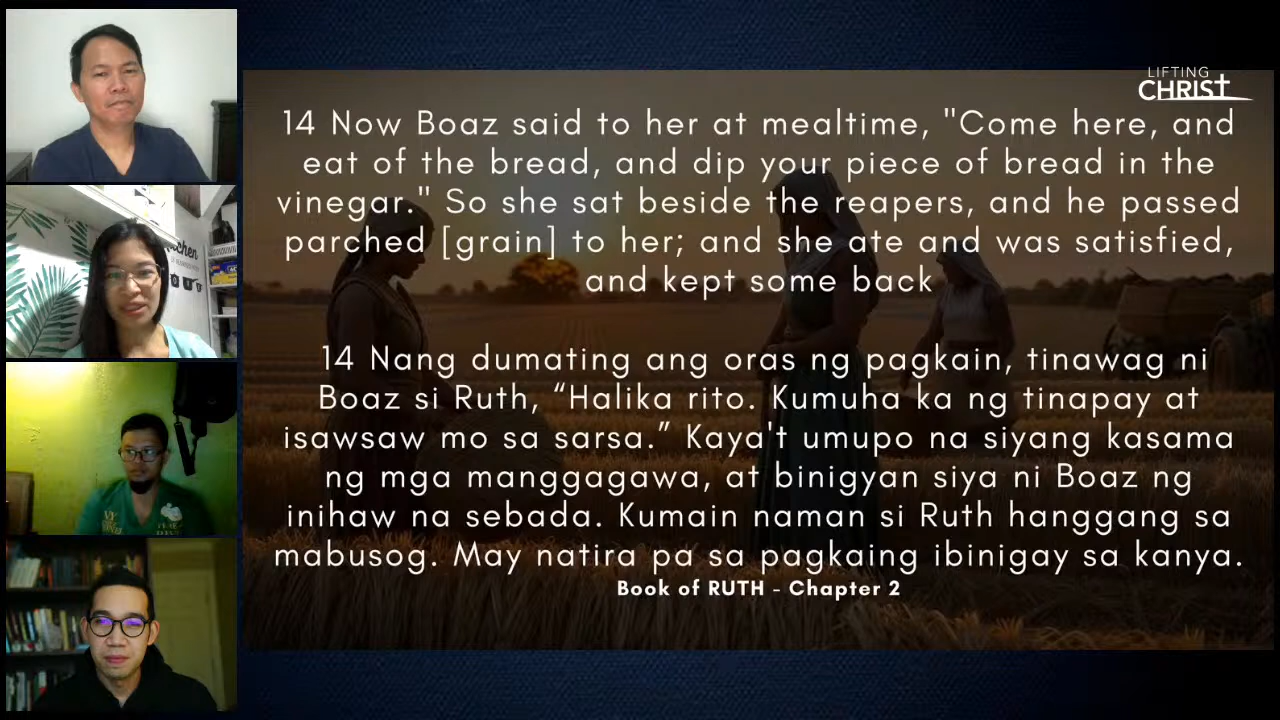 LIFTING
CHRIST
14 Now Boaz said to her at mealtime, "Come here, and
eat of the bread, and dip your piece of bread in the
vinegar." So she sat beside the reapers, and he passed
parched [grain] to her; and she ate and was satisfied,
and kept some back
14 Nang dumating ang oras ng pagkain, tinawag ni
Boaz si Ruth, “Halika rito. Kumuha ka ng tinapay at
isawsaw mo sa sarsa.” Kaya't umupo na siyang kasama
ng mga manggagawa, at binigyan siya ni Boaz ng
inihaw na sebada. Kumain naman si Ruth hanggang sa
mabusog. May natira pa sa pagkaing ibinigay sa kanya.
Book of RUTH - Chapter 2